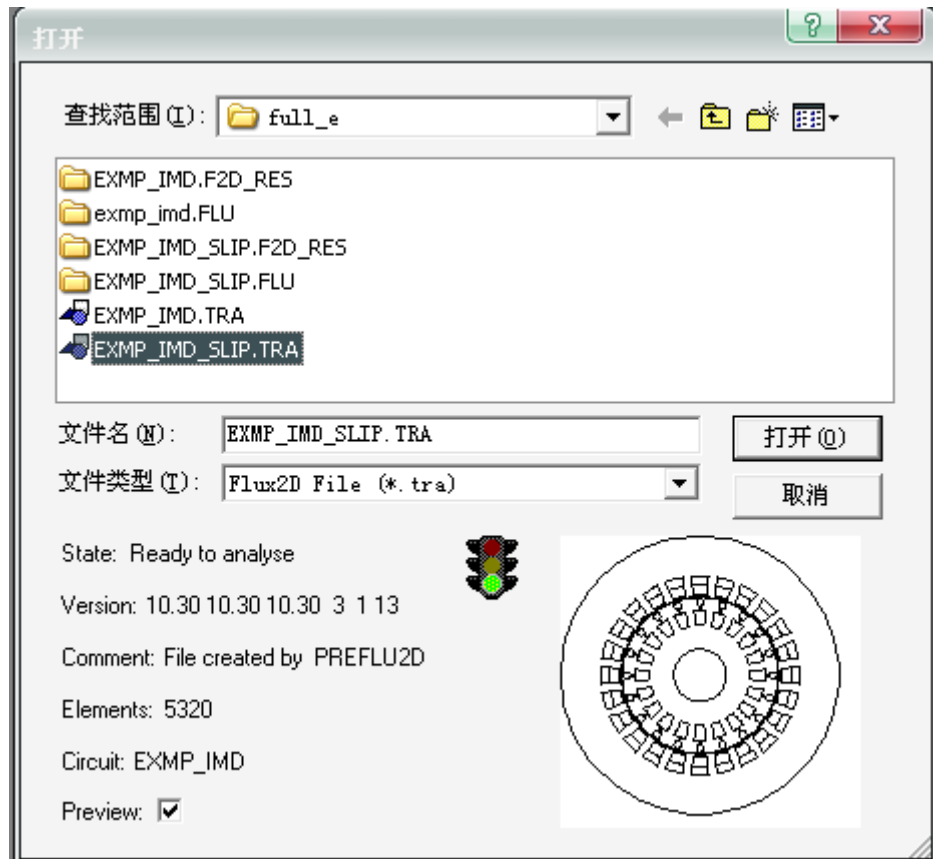 打开
查找范围(I): full_e
EXMP_IMD.F2D_RES
exmp_imd.FLU
EXMP_IMD_SLIP.F2D_RES
EXMP_IMD_SLIP.FLU
EXMP_IMD.TRA
EXMP_IMD_SLIP.TRA
文件名(N): EXMP_IMD_SLIP.TRA 打开(O)
文件类型(T): Flux2D File (*.tra) 取消
State: Ready to analyse
Version: 10.30 10.30 10.30 3 1 13
Comment: File created by PREFLU2D
Elements: 5320
Circuit: EXMP_IMD
Preview: